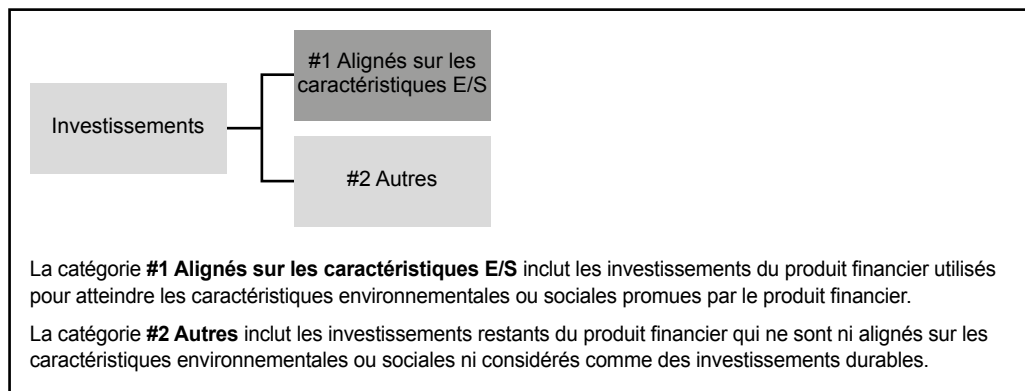 #1 Alignés sur les
caractéristiques E/S
Investissements
#2 Autres
La catégorie #1 Alignés sur les caractéristiques E/S inclut les investissements du produit financier utilisés
pour atteindre les caractéristiques environnementales ou sociales promues par le produit financier.
La catégorie #2 Autres inclut les investissements restants du produit financier qui ne sont ni alignés sur les
caractéristiques environnementales ou sociales ni considérés comme des investissements durables.